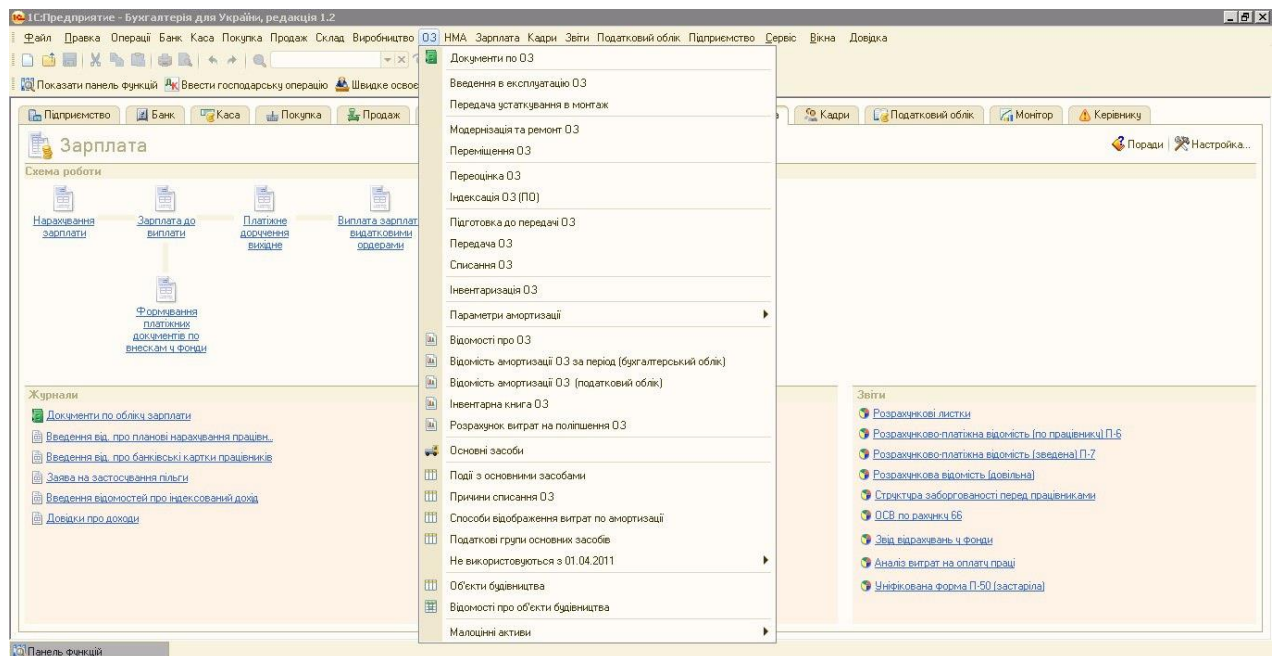 1С:Предприятие - Бухгалтерія для України, редакція 1.2
Файл Правка Операції Банк Каса Покупка Продаж Склад Виробництво ОЗ НМА Зарплата Кадри Звіти Податковий облік Підприємство Сервіс Вікна Довідка
Показати панель функцій Ввести господарську операцію Швидке освоє
Підприємство Банк Каса Покупка Продаж Кадри Податковий облік Монітор Керівнику
Зарплата
Поради Настройка...
Схема роботи
Нарахування зарплати
Зарплата до виплати
Платіжне доручення вихідне
Виплата зарплат видатковими ордерами
Формування платіжних документів по внескам у фонди
Журнали
Документи по обліку зарплати
Введення від. про планові нарахування працівн..
Введення від. про банківські картки працівників
Заява на застосування пільги
Введення відомостей про індексований дохід
Довідки про доходи
Документи по ОЗ
Введення в експлуатацію ОЗ
Передача устаткування в монтаж
Модернізація та ремонт ОЗ
Переміщення ОЗ
Переоцінка ОЗ
Індексація ОЗ (ПО)
Підготовка до передачі ОЗ
Передача ОЗ
Списання ОЗ
Інвентаризація ОЗ
Параметри амортизації
Відомості про ОЗ
Відомість амортизації ОЗ за період (бухгалтерський облік)
Відомість амортизації ОЗ (податковий облік)
Інвентарна книга ОЗ
Розрахунок витрат на поліпшення ОЗ
Основні засоби
Події з основними засобами
Причини списання ОЗ
Способи відображення витрат по амортизації
Податкові групи основних засобів
Не використовуються з 01.04.2011
Об'єкти будівництва
Відомості про об'єкти будівництва
Малоцінні активи
Звіти
Розрахункові листки
Розрахунково-платіжна відомість (по працівнику) П-6
Розрахунково-платіжна відомість (зведена) П-7
Розрахункова відомість (довільна)
Структура заборгованості перед працівниками
ОСВ по рахунку 66
Звід відрахувань у фонди
Аналіз витрат на оплату праці
Уніфікована форма П-50 (застаріла)
Панель функцій